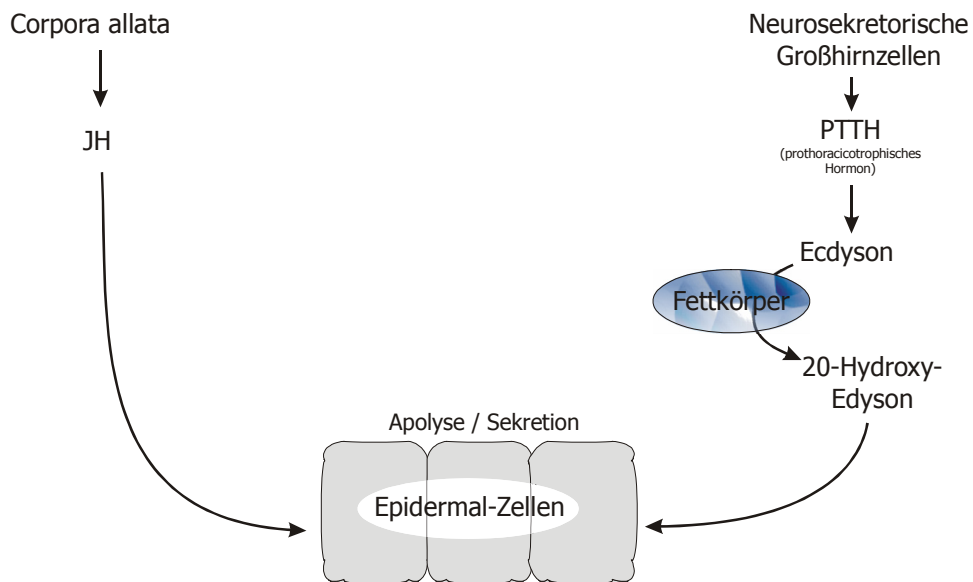 Corpora allata
JH
Neurosekretorische
Großhirnzellen
PTTH
(prothoracicotrophisches
Hormon)
Ecdyson
Fettkörper
20-Hydroxy-
Edyson
Apolyse / Sekretion
Epidermal-Zellen